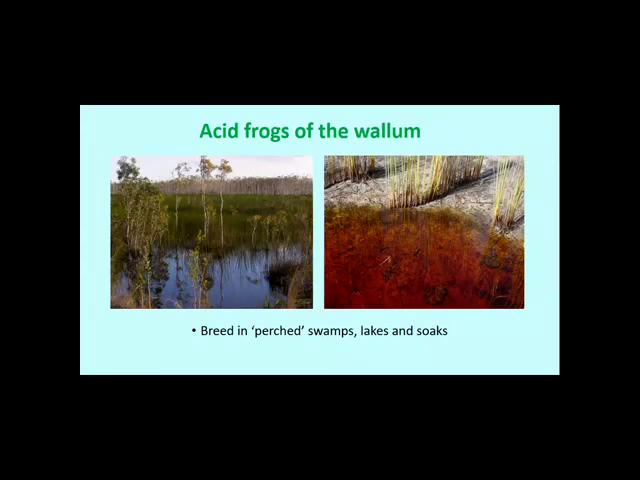 Acid frogs of the wallum
• Breed in ‘perched’ swamps, lakes and soaks